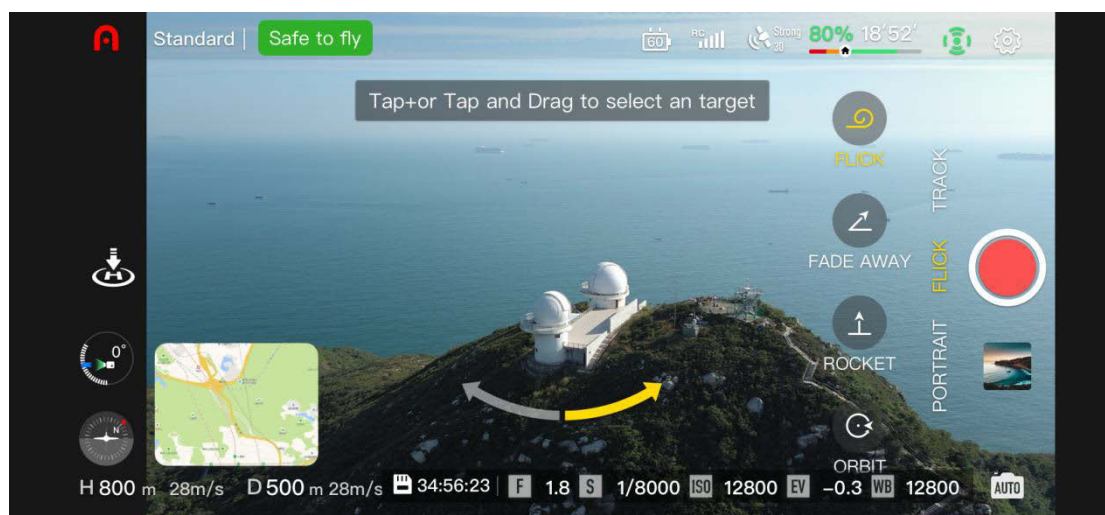 Standard | Safe to fly
60 RC Strong 30 80% 18'52"
Tap+or Tap and Drag to select an target
FLICK
FADE AWAY
ROCKET
ORBIT
TRACK
FLICK
PORTRAIT
0°
N
H 800 m 28m/s D 500 m 28m/s 34:56:23 F 1.8 S 1/8000 ISO 12800 EV −0.3 WB 12800 AUTO